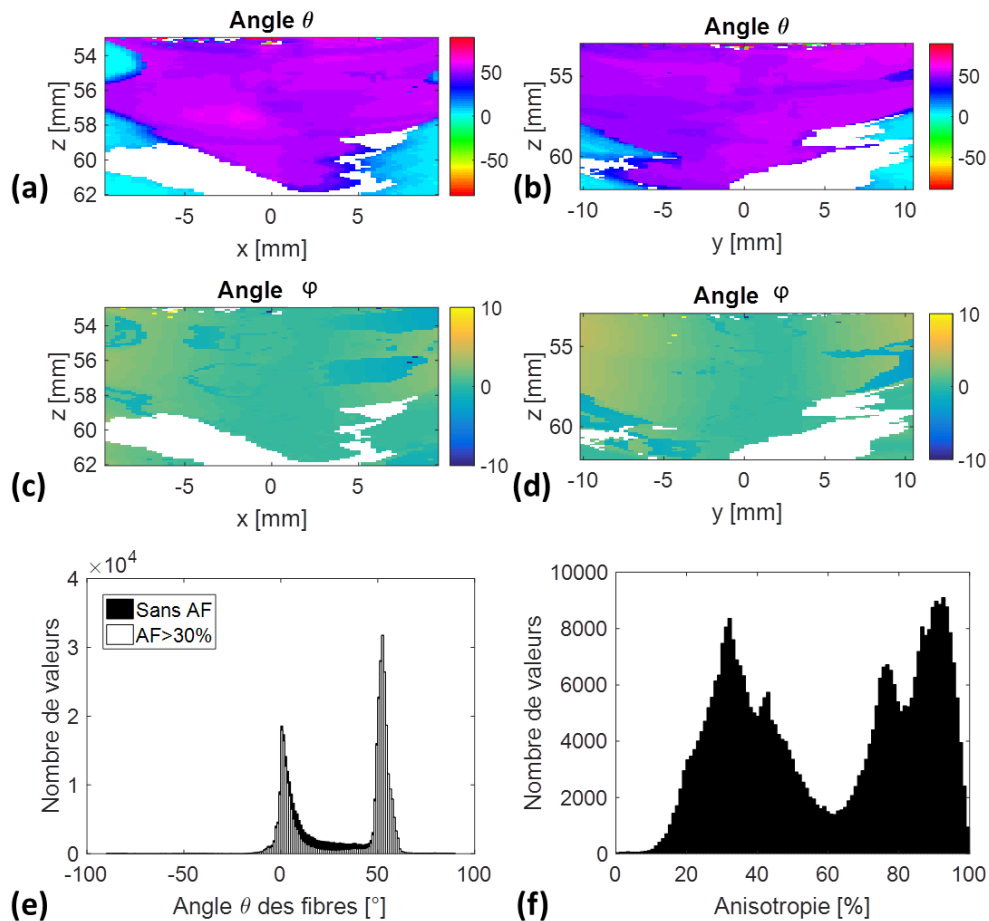 Angle θ
z [mm]
54
56
58
60
62
-5
0
5
x [mm]
50
0
-50
(a)
Angle θ
z [mm]
55
60
-10
-5
0
5
10
y [mm]
50
0
-50
(b)
Angle φ
z [mm]
54
56
58
60
62
-5
0
5
x [mm]
10
0
-10
(c)
Angle φ
z [mm]
55
60
-10
-5
0
5
10
y [mm]
10
0
-10
(d)
×10⁴
Nombre de valeurs
4
3
2
1
0
-100
-50
0
50
100
Sans AF
AF>30%
Angle θ des fibres [°]
(e)
Nombre de valeurs
10000
8000
6000
4000
2000
0
0
20
40
60
80
100
Anisotropie [%]
(f)